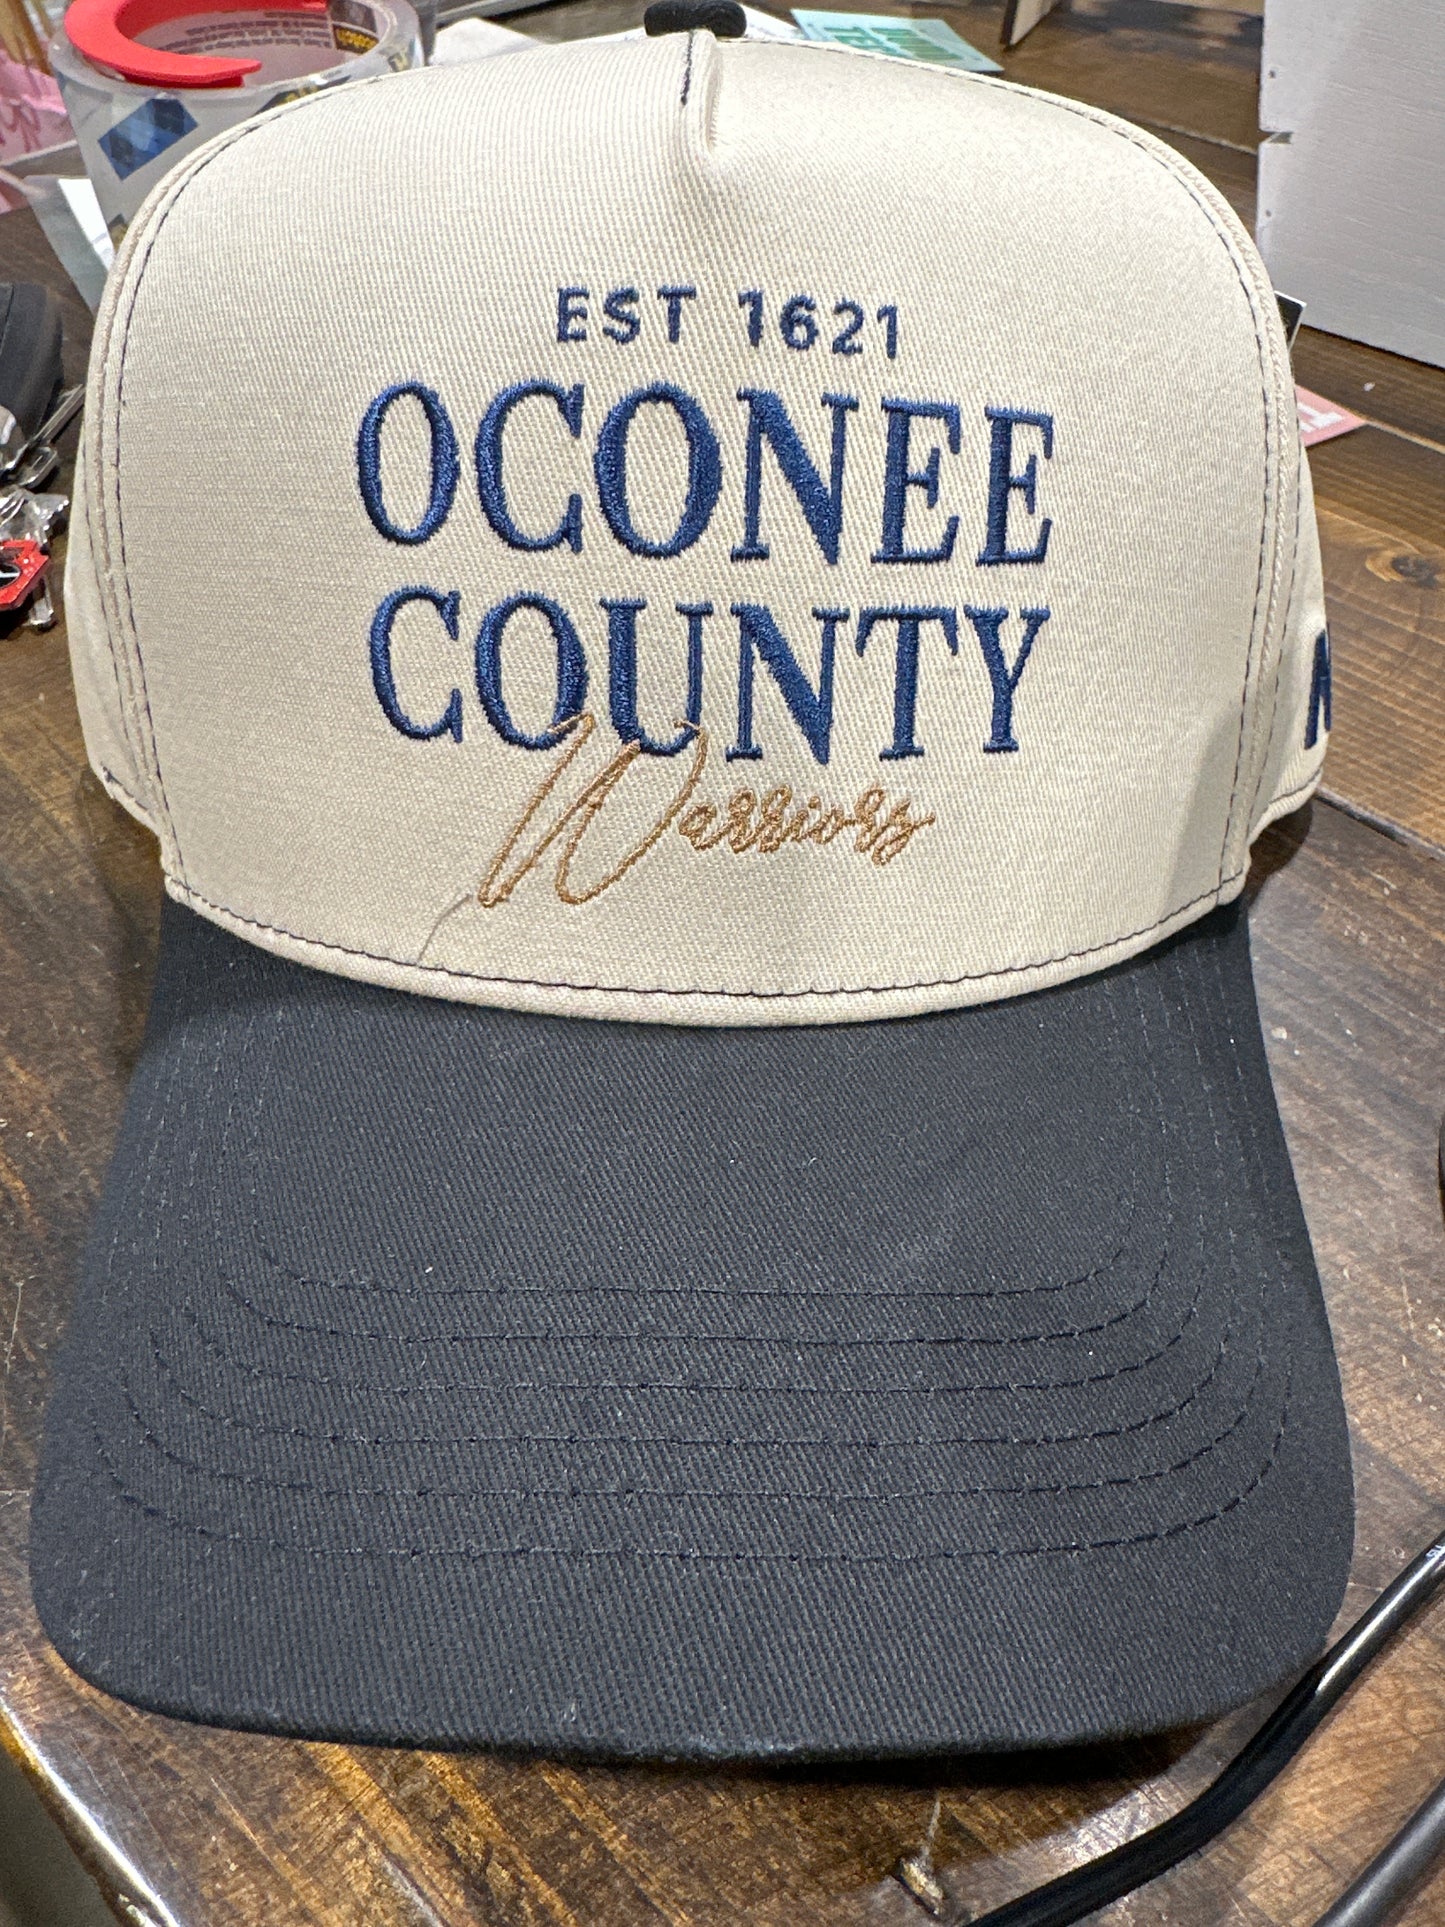 EST 1621
OCONEE
COUNTY
Warriors